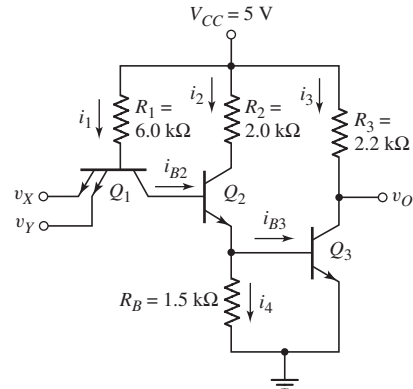 V_CC = 5 V
i_1
R_1 =
6.0 kΩ
i_2
R_2 =
2.0 kΩ
i_3
R_3 =
2.2 kΩ
v_X
v_Y
Q_1
i_B2
Q_2
v_O
i_B3
Q_3
R_B = 1.5 kΩ
i_4